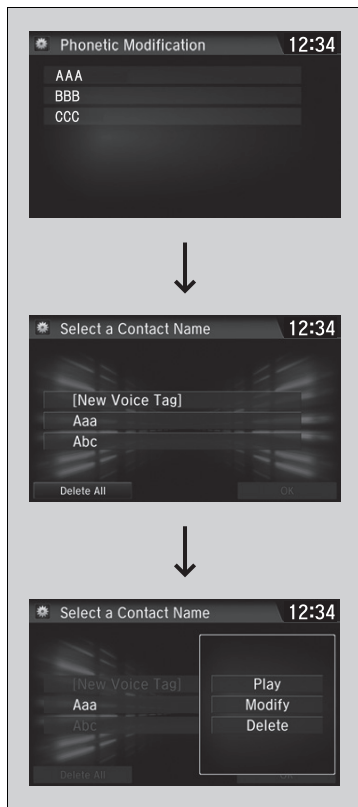 Phonetic Modification 12:34
AAA
BBB
CCC
Select a Contact Name 12:34
[New Voice Tag]
Aaa
Abc
Delete All OK
Select a Contact Name 12:34
[New Voice Tag] Play
Aaa Modify
Abc Delete
Delete All OK